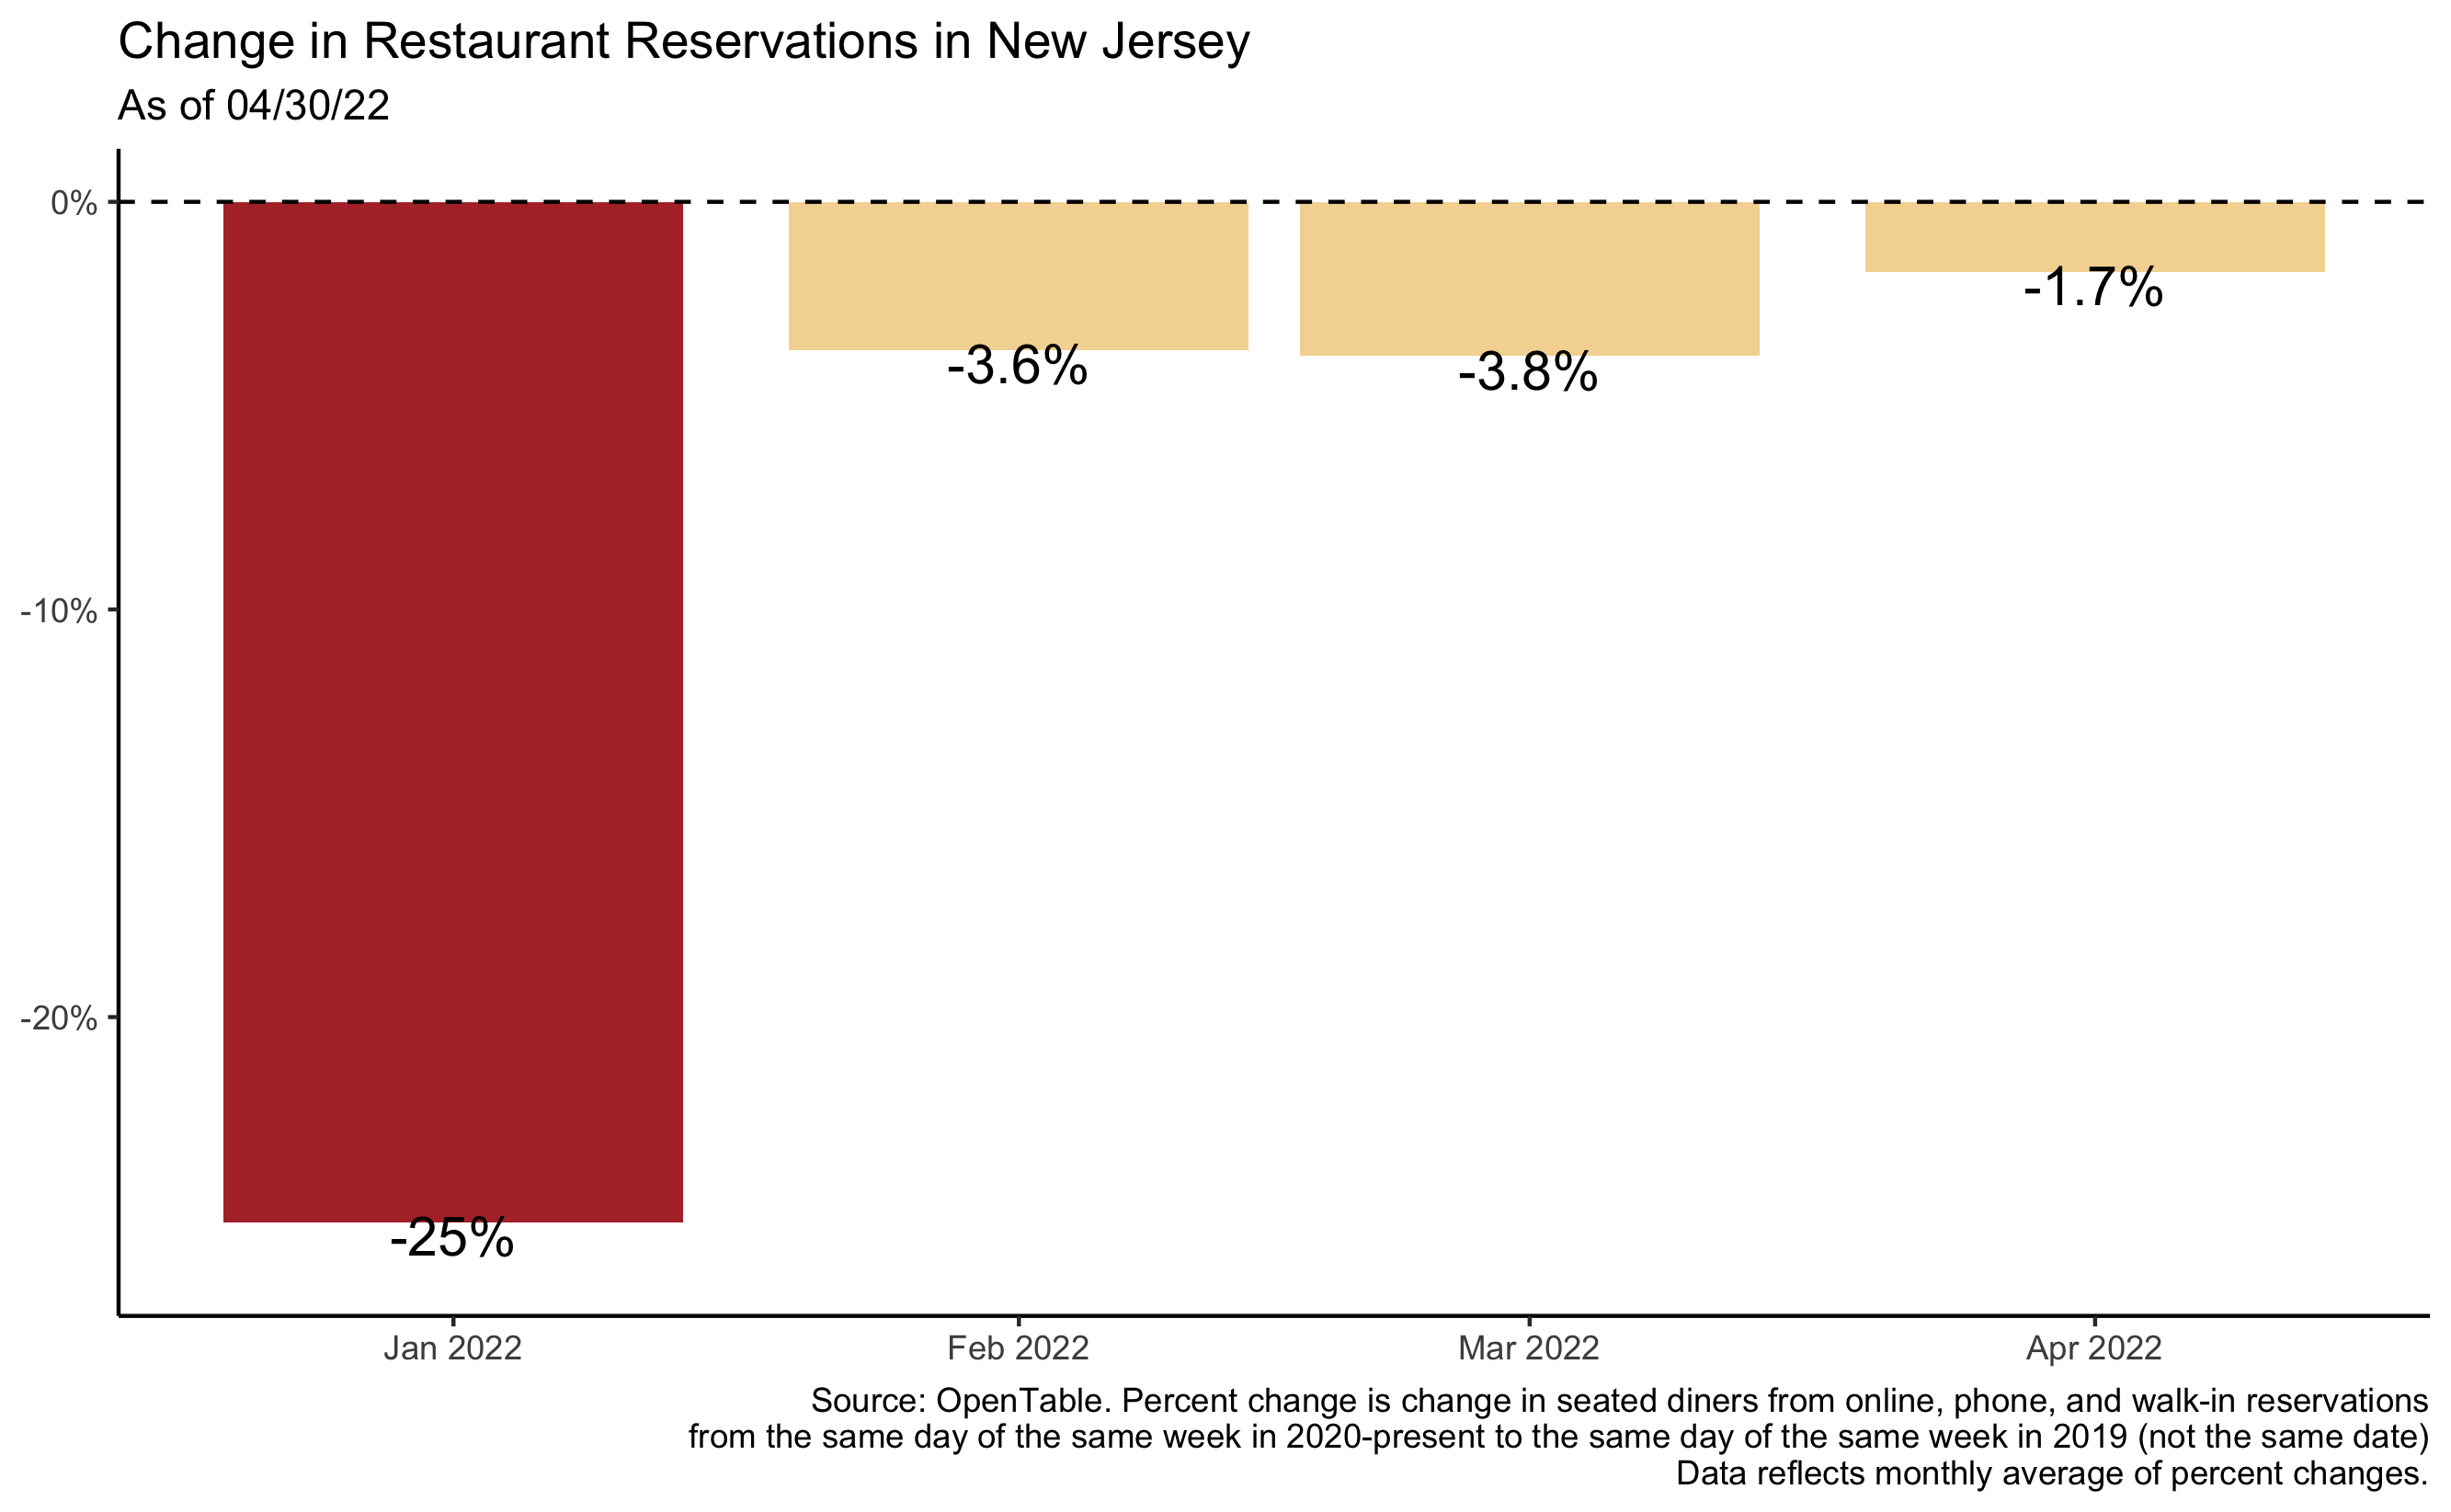 Change in Restaurant Reservations in New Jersey
As of 04/30/22
0%
-10%
-20%
-25%
-3.6%
-3.8%
-1.7%
Jan 2022
Feb 2022
Mar 2022
Apr 2022
Source: OpenTable. Percent change is change in seated diners from online, phone, and walk-in reservations
from the same day of the same week in 2020-present to the same day of the same week in 2019 (not the same date)
Data reflects monthly average of percent changes.